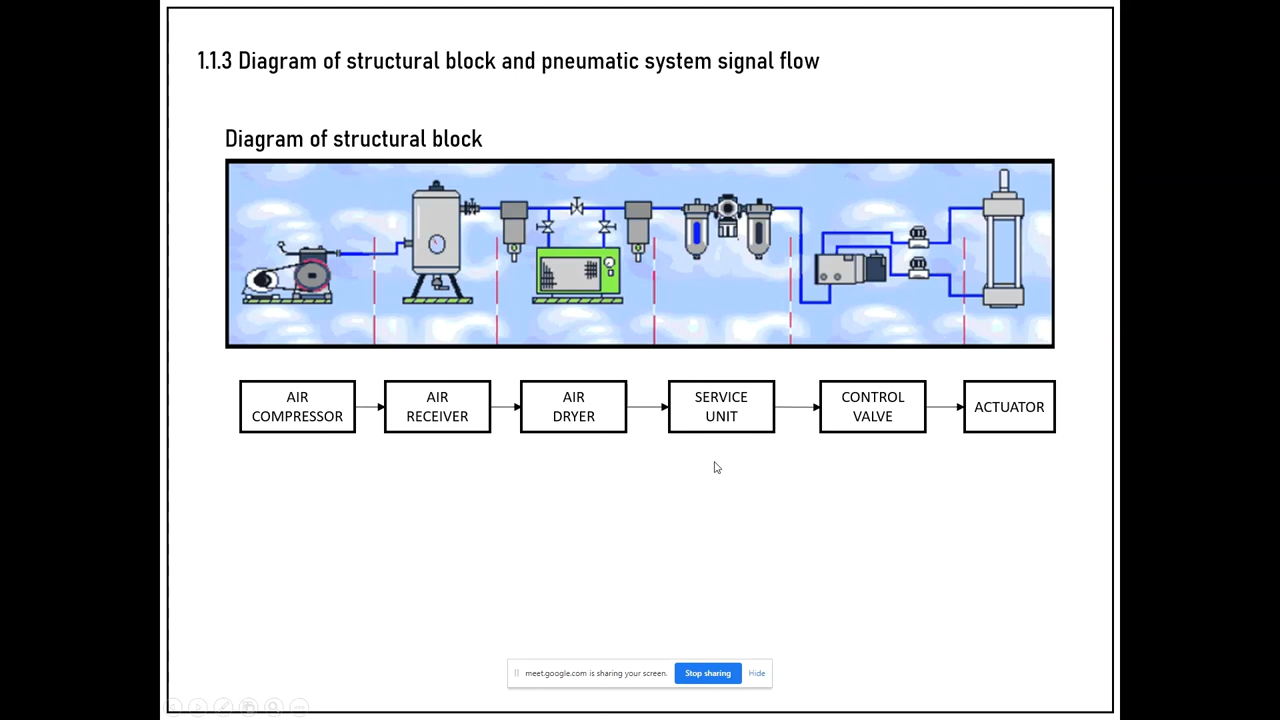 1.1.3 Diagram of structural block and pneumatic system signal flow
Diagram of structural block
AIR
COMPRESSOR
AIR
RECEIVER
AIR
DRYER
SERVICE
UNIT
CONTROL
VALVE
ACTUATOR
meet.google.com is sharing your screen.
Stop sharing
Hide